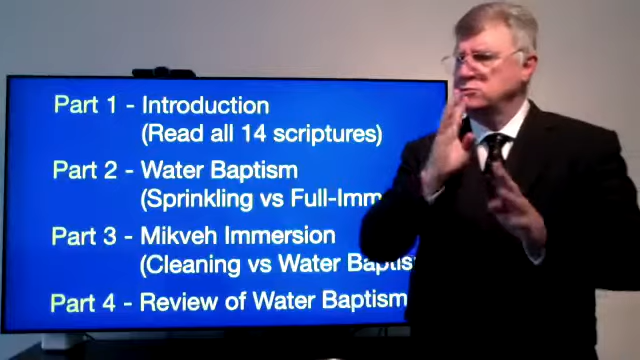 Part 1 - Introduction
(Read all 14 scriptures)
Part 2 - Water Baptism
(Sprinkling vs Full-Imm
Part 3 - Mikveh Immersion
(Cleaning vs Water Baptis
Part 4 - Review of Water Baptism